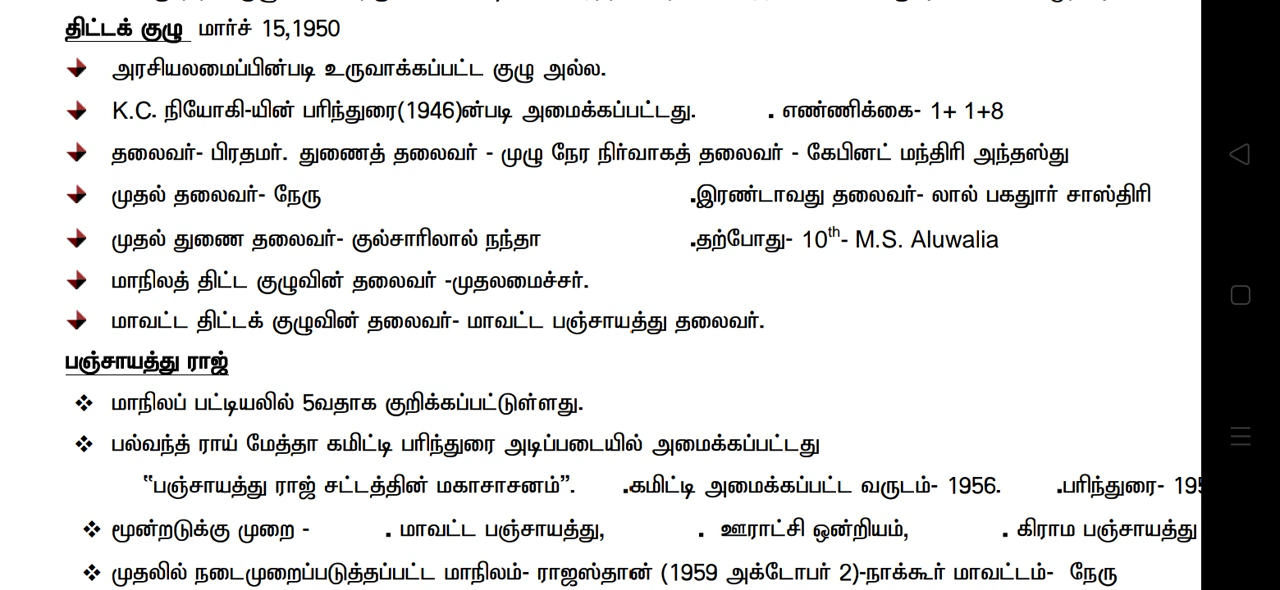 திட்டக் குழு மார்ச் 15,1950
அரசியலமைப்பின்படி உருவாக்கப்பட்ட குழு அல்ல.
K.C. நியோகி-யின் பரிந்துரை(1946)ன்படி அமைக்கப்பட்டது. . எண்ணிக்கை- 1+ 1+8
தலைவர்- பிரதமர். துணைத் தலைவர் - முழு நேர நிர்வாகத் தலைவர் - கேபினட் மந்திரி அந்தஸ்து
முதல் தலைவர்- நேரு .இரண்டாவது தலைவர்- லால் பகதுார் சாஸ்திரி
முதல் துணை தலைவர்- குல்சாரிலால் நந்தா .தற்போது- 10th- M.S. Aluwalia
மாநிலத் திட்ட குழுவின் தலைவர் -முதலமைச்சர்.
மாவட்ட திட்டக் குழுவின் தலைவர்- மாவட்ட பஞ்சாயத்து தலைவர்.
பஞ்சாயத்து ராஜ்
❖ மாநிலப் பட்டியலில் 5வதாக குறிக்கப்பட்டுள்ளது.
❖ பல்வந்த் ராய் மேத்தா கமிட்டி பரிந்துரை அடிப்படையில் அமைக்கப்பட்டது
“பஞ்சாயத்து ராஜ் சட்டத்தின் மகாசாசனம்”. .கமிட்டி அமைக்கப்பட்ட வருடம்- 1956. .பரிந்துரை-
❖ மூன்றடுக்கு முறை - . மாவட்ட பஞ்சாயத்து, . ஊராட்சி ஒன்றியம், . கிராம பஞ்சாயத்து
❖ முதலில் நடைமுறைப்படுத்தப்பட்ட மாநிலம்- ராஜஸ்தான் (1959 அக்டோபர் 2)-நாக்கூர் மாவட்டம்- நேரு